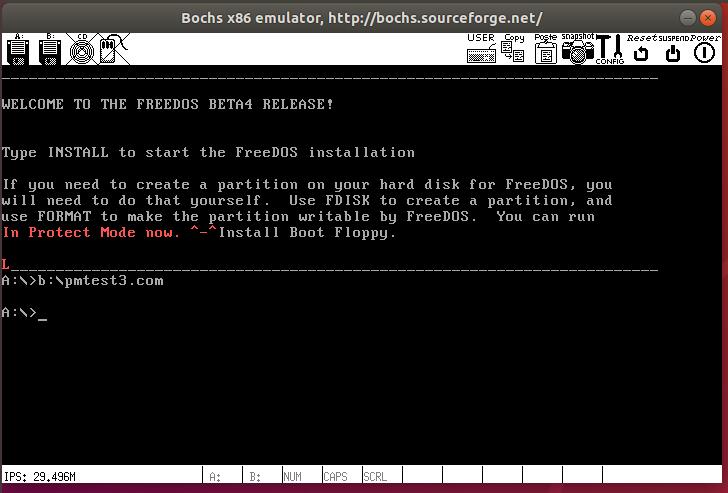 Bochs x86 emulator, http://bochs.sourceforge.net/
A: B: CD USER Copy Paste snapshot CONFIG Reset SUSPEND Power
WELCOME TO THE FREEDOS BETA4 RELEASE!
Type INSTALL to start the FreeDOS installation
If you need to create a partition on your hard disk for FreeDOS, you
will need to do that yourself. Use FDISK to create a partition, and
use FORMAT to make the partition writable by FreeDOS. You can run
In Protect Mode now. ^-^Install Boot Floppy.
L
A:\>b:\pmtest3.com
A:\>_
IPS: 29.496M A: B: NUM CAPS SCRL